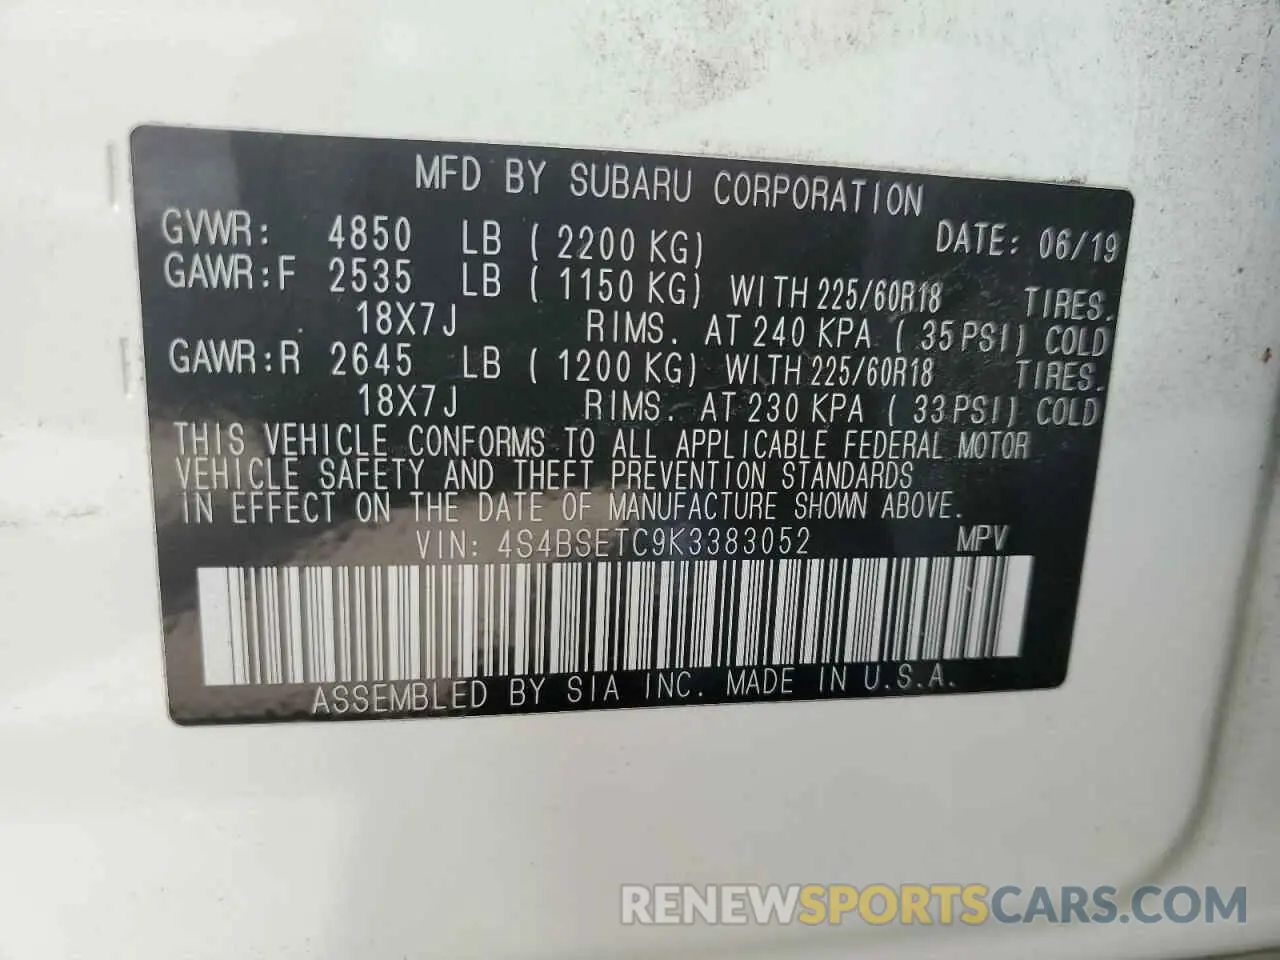 MFD BY SUBARU CORPORATION
GVWR: 4850 LB ( 2200 KG) DATE: 06/19
GAWR:F 2535 LB ( 1150 KG) WITH 225/60R18 TIRES.
18X7J RIMS. AT 240 KPA ( 35 PSI) COLD
GAWR:R 2645 LB ( 1200 KG) WITH 225/60R18 TIRES.
18X7J RIMS. AT 230 KPA ( 33 PSI) COLD
THIS VEHICLE CONFORMS TO ALL APPLICABLE FEDERAL MOTOR
VEHICLE SAFETY AND THEFT PREVENTION STANDARDS
IN EFFECT ON THE DATE OF MANUFACTURE SHOWN ABOVE.
VIN: 4S4BSETC9K3383052 MPV
ASSEMBLED BY SIA INC. MADE IN U.S.A.
RENEWSPORTSCARS.COM